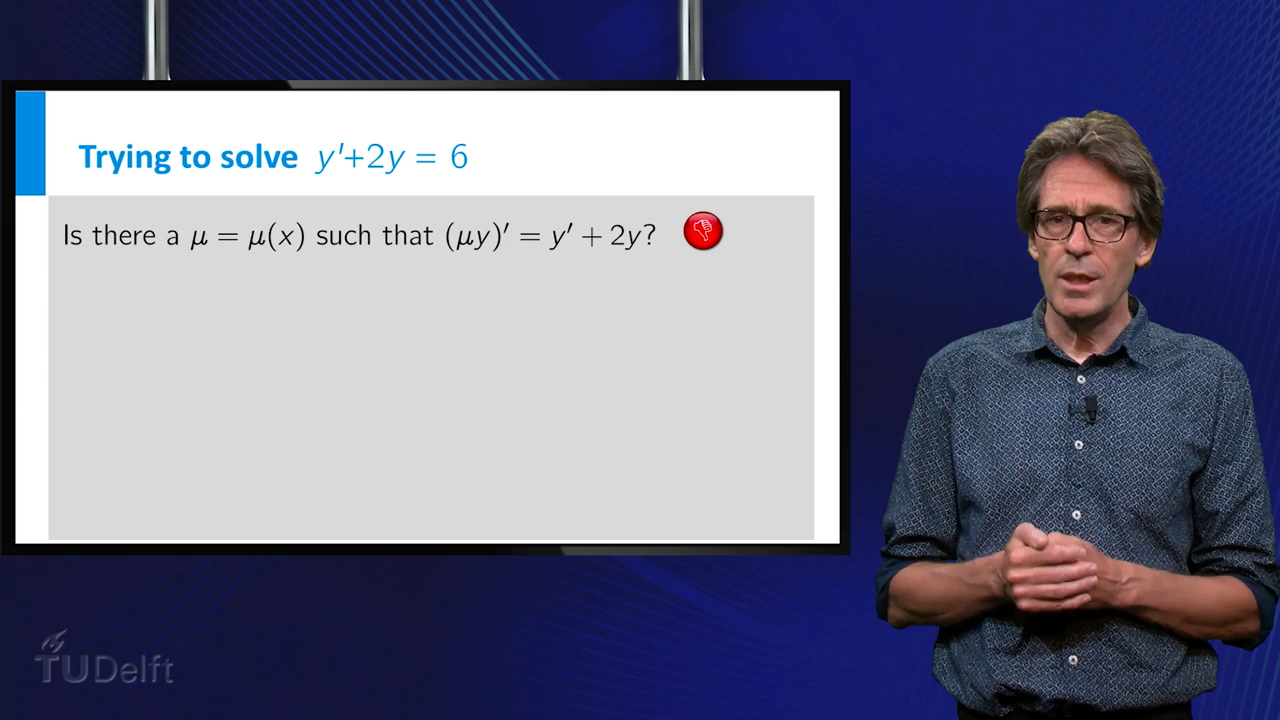 Trying to solve y′+2y = 6
Is there a μ = μ(x) such that (μy)′ = y′ + 2y?
TUDelft